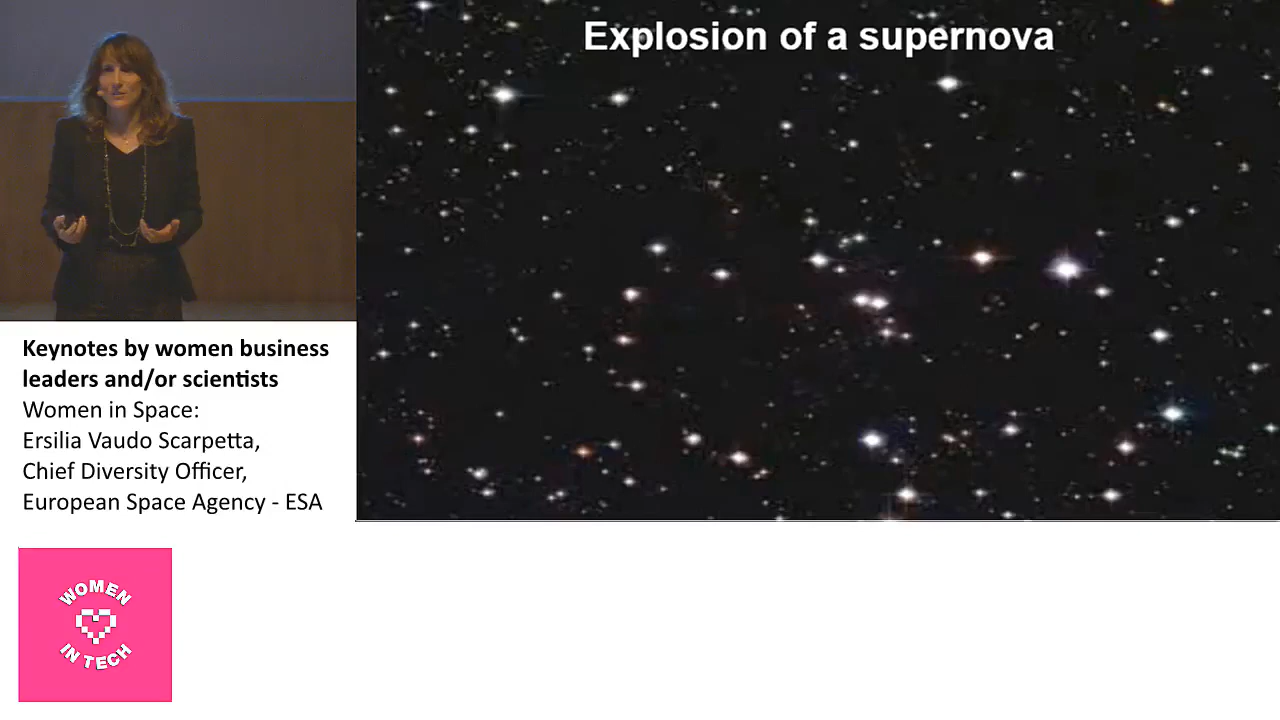 Explosion of a supernova
Keynotes by women business
leaders and/or scientists
Women in Space:
Ersilia Vaudo Scarpetta,
Chief Diversity Officer,
European Space Agency - ESA
WOMEN
IN TECH